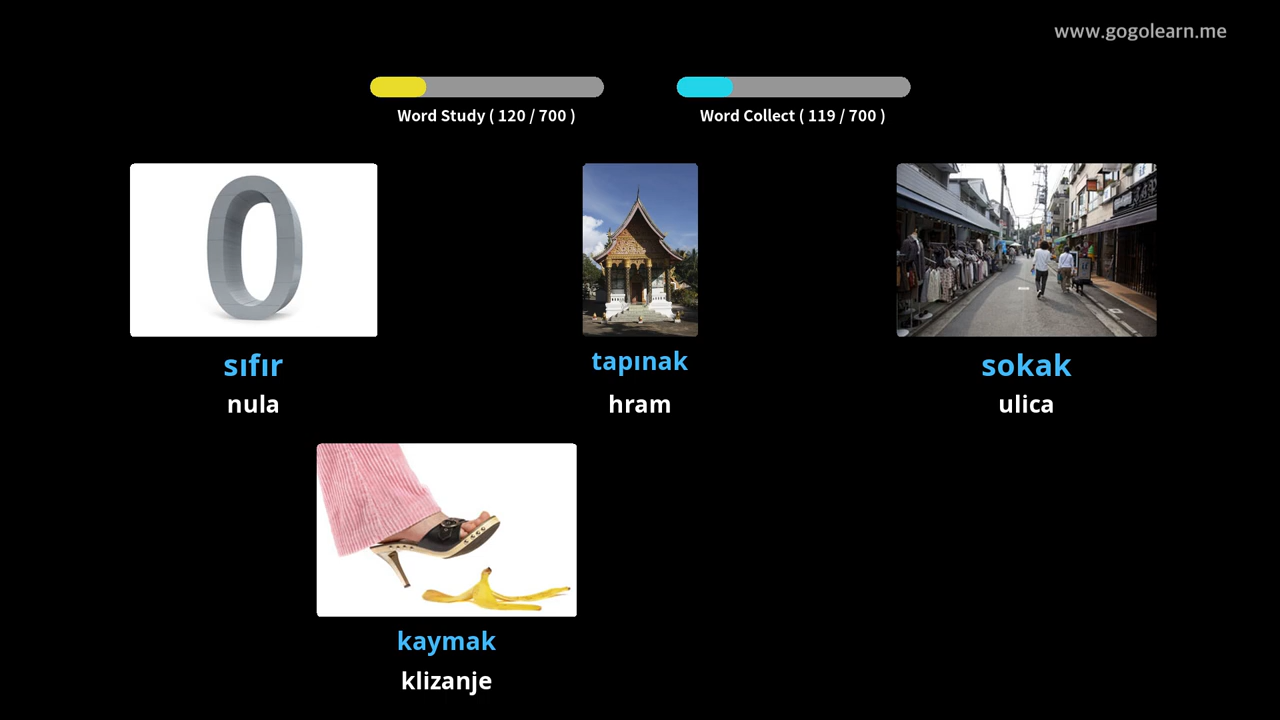 www.gogolearn.me
Word Study ( 120 / 700 )
Word Collect ( 119 / 700 )
0
sıfır
nula
tapınak
hram
sokak
ulica
kaymak
klizanje